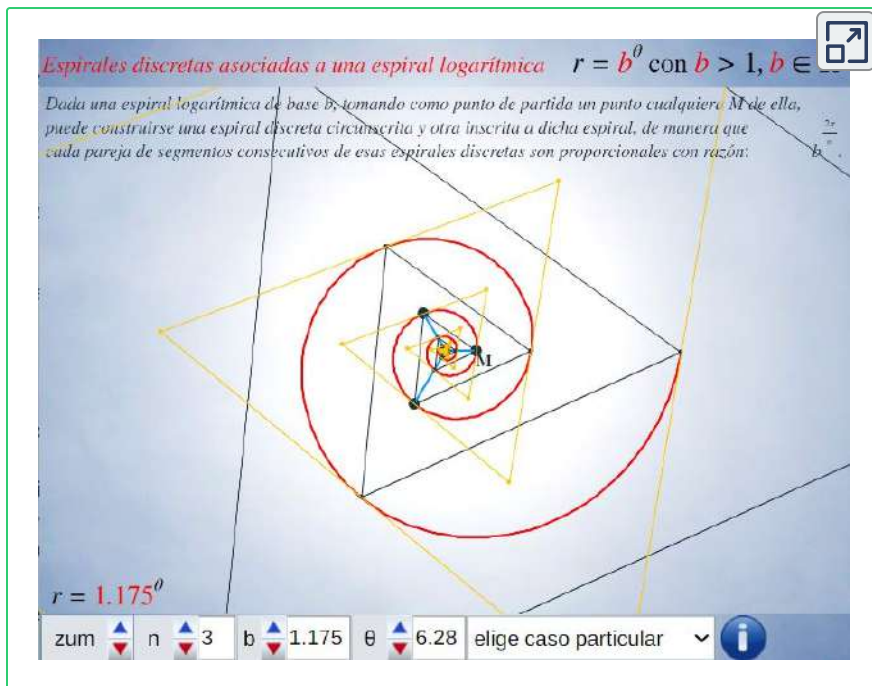 Espirales discretas asociadas a una espiral logarítmica r = b^θ con b > 1, b ∈
Dada una espiral logarítmica de base b, tomando como punto de partida un punto cualquiera M de ella,
puede construirse una espiral discreta circunscrita y otra inscrita a dicha espiral, de manera que
cada pareja de segmentos consecutivos de esas espirales discretas son proporcionales con razón: b
M
r = 1.175^θ
zum n 3 b 1.175 θ 6.28 elige caso particular i